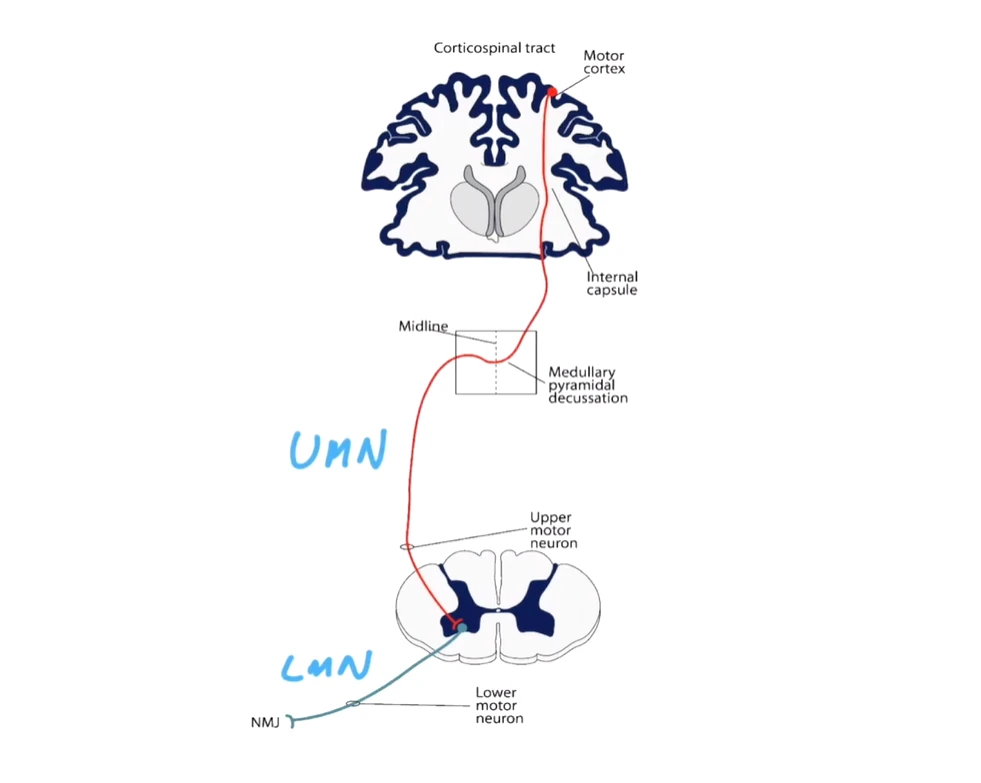 Corticospinal tract
Motor
cortex
Internal
capsule
Midline
Medullary
pyramidal
decussation
UMN
Upper
motor
neuron
LMN
Lower
motor
neuron
NMJ